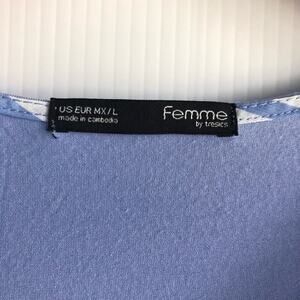 US EUR MX/L
made in cambodia
Femme
by tresics